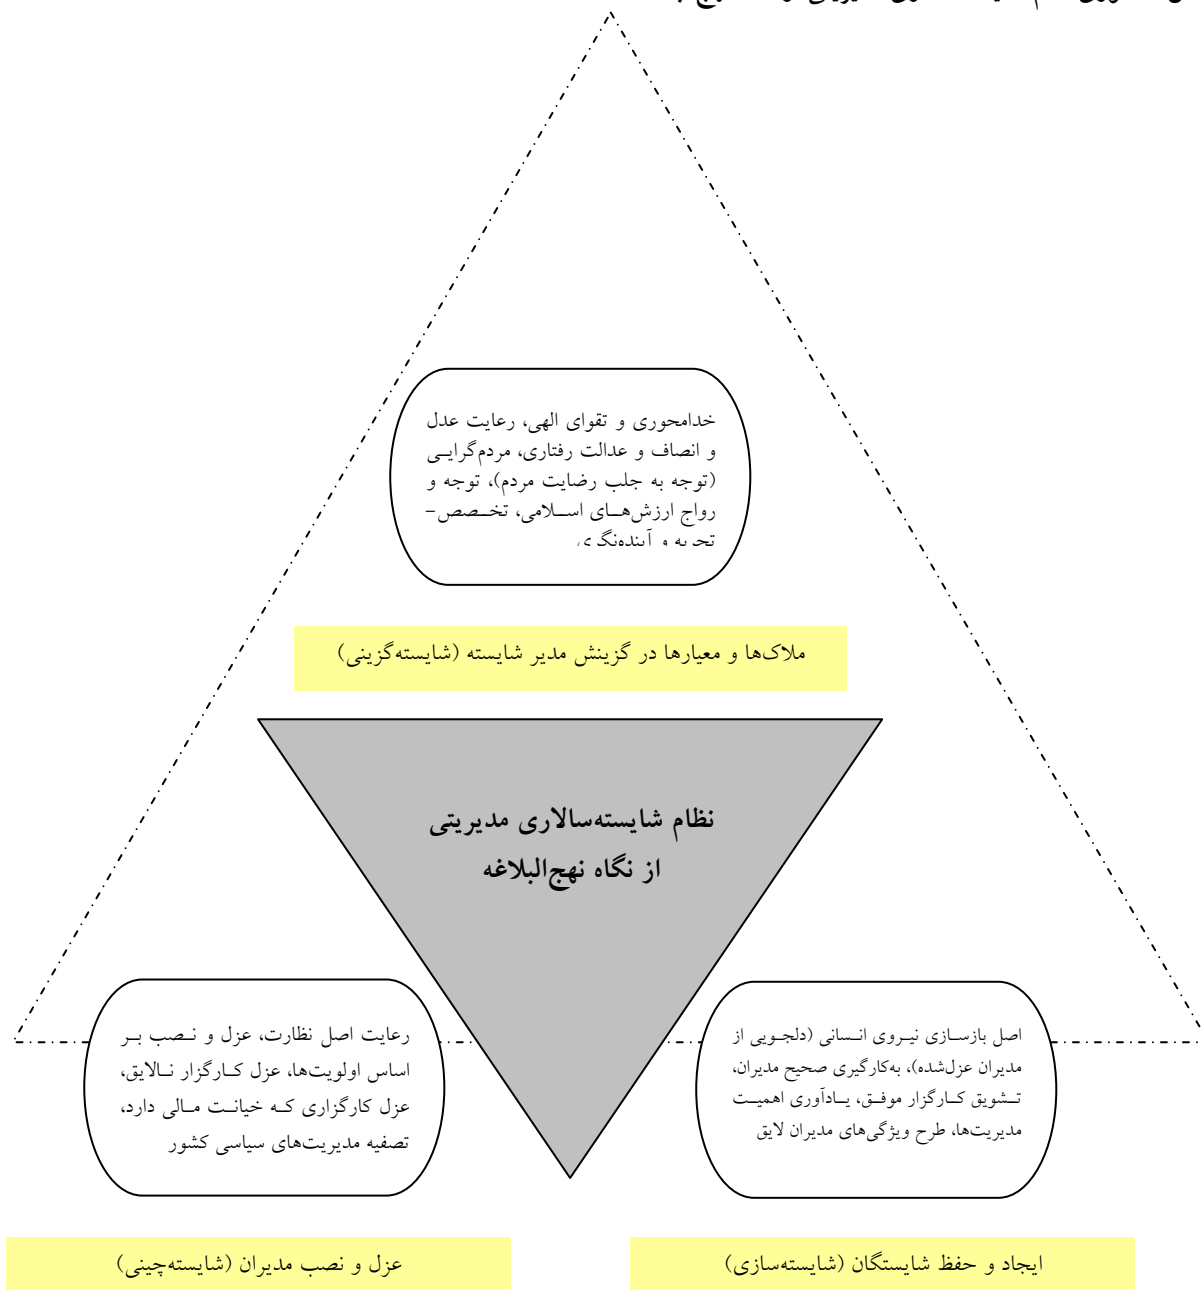 خدامحوری و تقوای الهی، رعایت عدل
و انصاف و عدالت رفتاری، مردم‌گرایی
(توجه به جلب رضایت مردم)، توجه و
رواج ارزش‌های اسلامی، تخصص-
تجربه و آینده‌نگری
ملاک‌ها و معیارها در گزینش مدیر شایسته (شایسته‌گزینی)
نظام شایسته‌سالاری مدیریتی
از نگاه نهج‌البلاغه
اصل بازسازی نیروی انسانی (دلجویی از
مدیران عزل‌شده)، به‌کارگیری صحیح مدیران،
تشویق کارگزار موفق، یادآوری اهمیت
مدیریت‌ها، طرح ویژگی‌های مدیران لایق
رعایت اصل نظارت، عزل و نصب بر
اساس اولویت‌ها، عزل کارگزار نالایق،
عزل کارگزاری که خیانت مالی دارد،
تصفیه مدیریت‌های سیاسی کشور
ایجاد و حفظ شایستگان (شایسته‌سازی)
عزل و نصب مدیران (شایسته‌چینی)